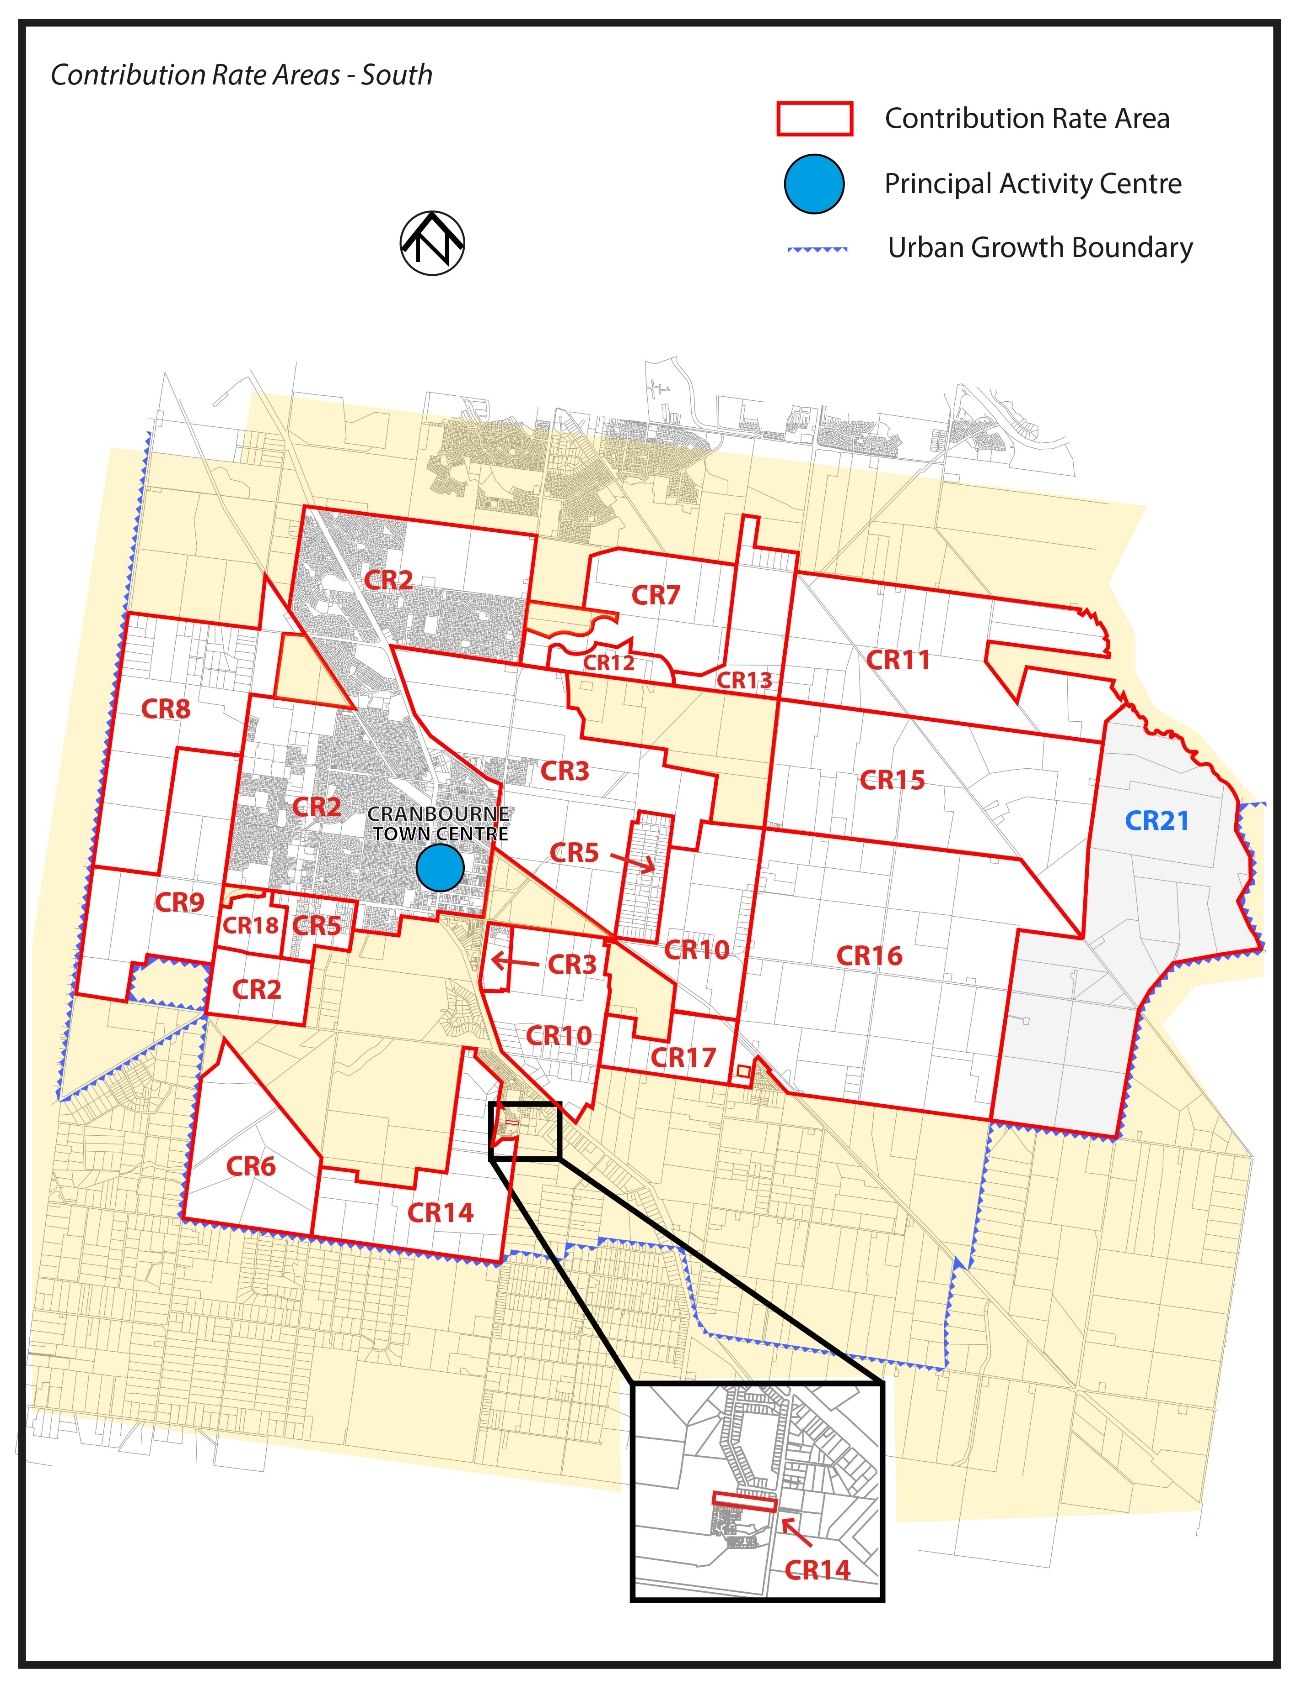 Contribution Rate Areas - South
Contribution Rate Area
Principal Activity Centre
Urban Growth Boundary
N
CR2
CR7
CR12
CR13
CR11
CR8
CR3
CR15
CR2
CRANBOURNE
TOWN CENTRE
CR21
CR5
CR9
CR18
CR5
CR10
CR16
CR3
CR2
CR10
CR17
CR6
CR14
CR14